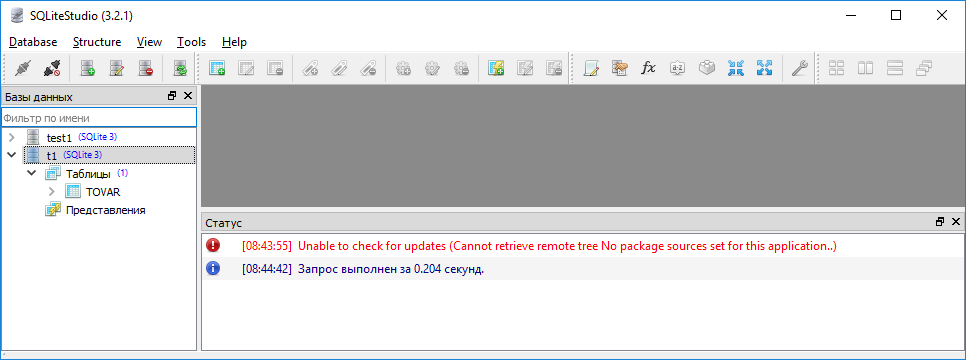 SQLiteStudio (3.2.1)
Database Structure View Tools Help
Базы данных
Фильтр по имени
test1 (SQLite 3)
t1 (SQLite 3)
Таблицы (1)
TOVAR
Представления
Статус
[08:43:55] Unable to check for updates (Cannot retrieve remote tree No package sources set for this application..)
[08:44:42] Запрос выполнен за 0.204 секунд.